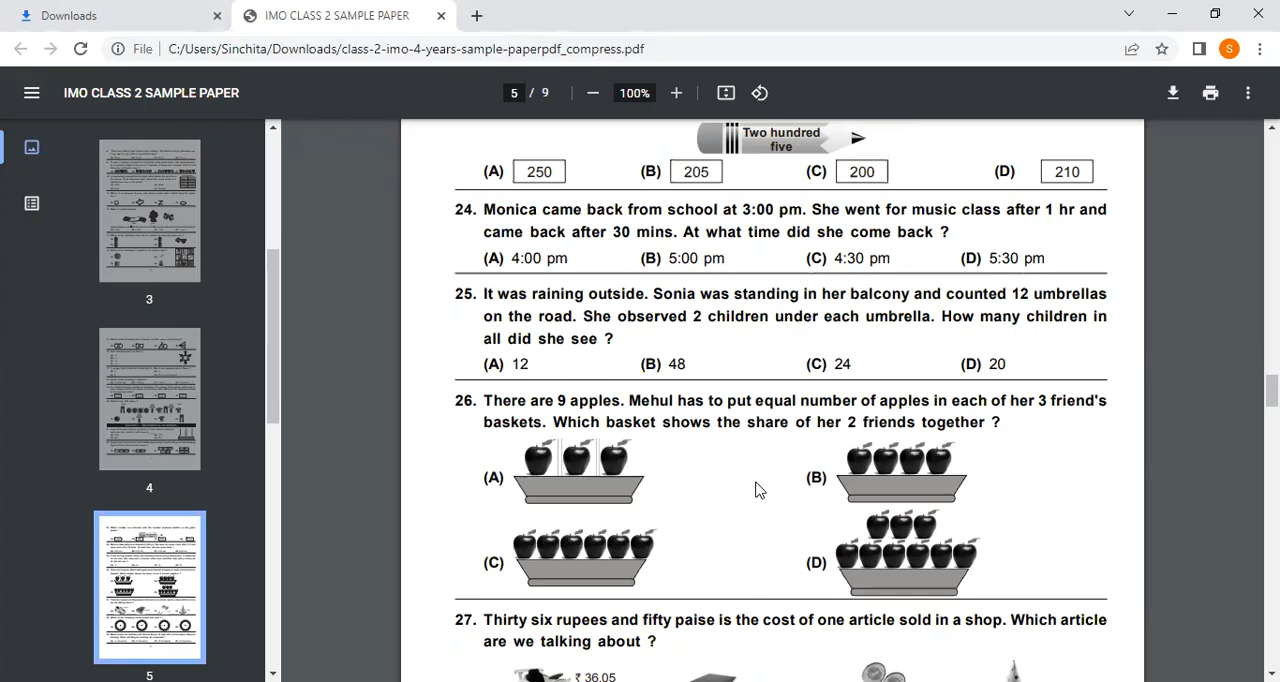 Downloads
IMO CLASS 2 SAMPLE PAPER
File
C:/Users/Sinchita/Downloads/class-2-imo-4-years-sample-paperpdf_compress.pdf
S
IMO CLASS 2 SAMPLE PAPER
5 / 9
100%
3
4
5
Two hundred
five
(A) 250 (B) 205 (C) 200 (D) 210
24. Monica came back from school at 3:00 pm. She went for music class after 1 hr and
came back after 30 mins. At what time did she come back ?
(A) 4:00 pm (B) 5:00 pm (C) 4:30 pm (D) 5:30 pm
25. It was raining outside. Sonia was standing in her balcony and counted 12 umbrellas
on the road. She observed 2 children under each umbrella. How many children in
all did she see ?
(A) 12 (B) 48 (C) 24 (D) 20
26. There are 9 apples. Mehul has to put equal number of apples in each of her 3 friend's
baskets. Which basket shows the share of her 2 friends together ?
(A) (B)
(C) (D)
27. Thirty six rupees and fifty paise is the cost of one article sold in a shop. Which article
are we talking about ?
₹ 36.05